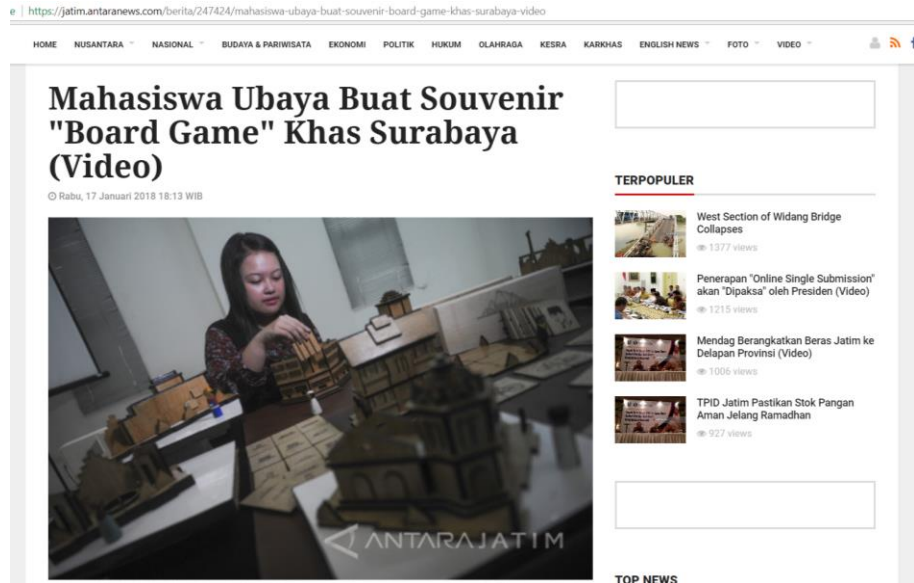 https://jatim.antaranews.com/berita/247424/mahasiswa-ubaya-buat-souvenir-board-game-khas-surabaya-video
HOME NUSANTARA NASIONAL BUDAYA & PARIWISATA EKONOMI POLITIK HUKUM OLAHRAGA KESRA KARKHAS ENGLISH NEWS FOTO VIDEO
Mahasiswa Ubaya Buat Souvenir
"Board Game" Khas Surabaya
(Video)
Rabu, 17 Januari 2018 18:13 WIB
ANTARAJATIM
TERPOPULER
West Section of Widang Bridge
Collapses
1377 views
Penerapan "Online Single Submission"
akan "Dipaksa" oleh Presiden (Video)
1215 views
Mendag Berangkatkan Beras Jatim ke
Delapan Provinsi (Video)
1006 views
TPID Jatim Pastikan Stok Pangan
Aman Jelang Ramadhan
927 views
TOP NEWS